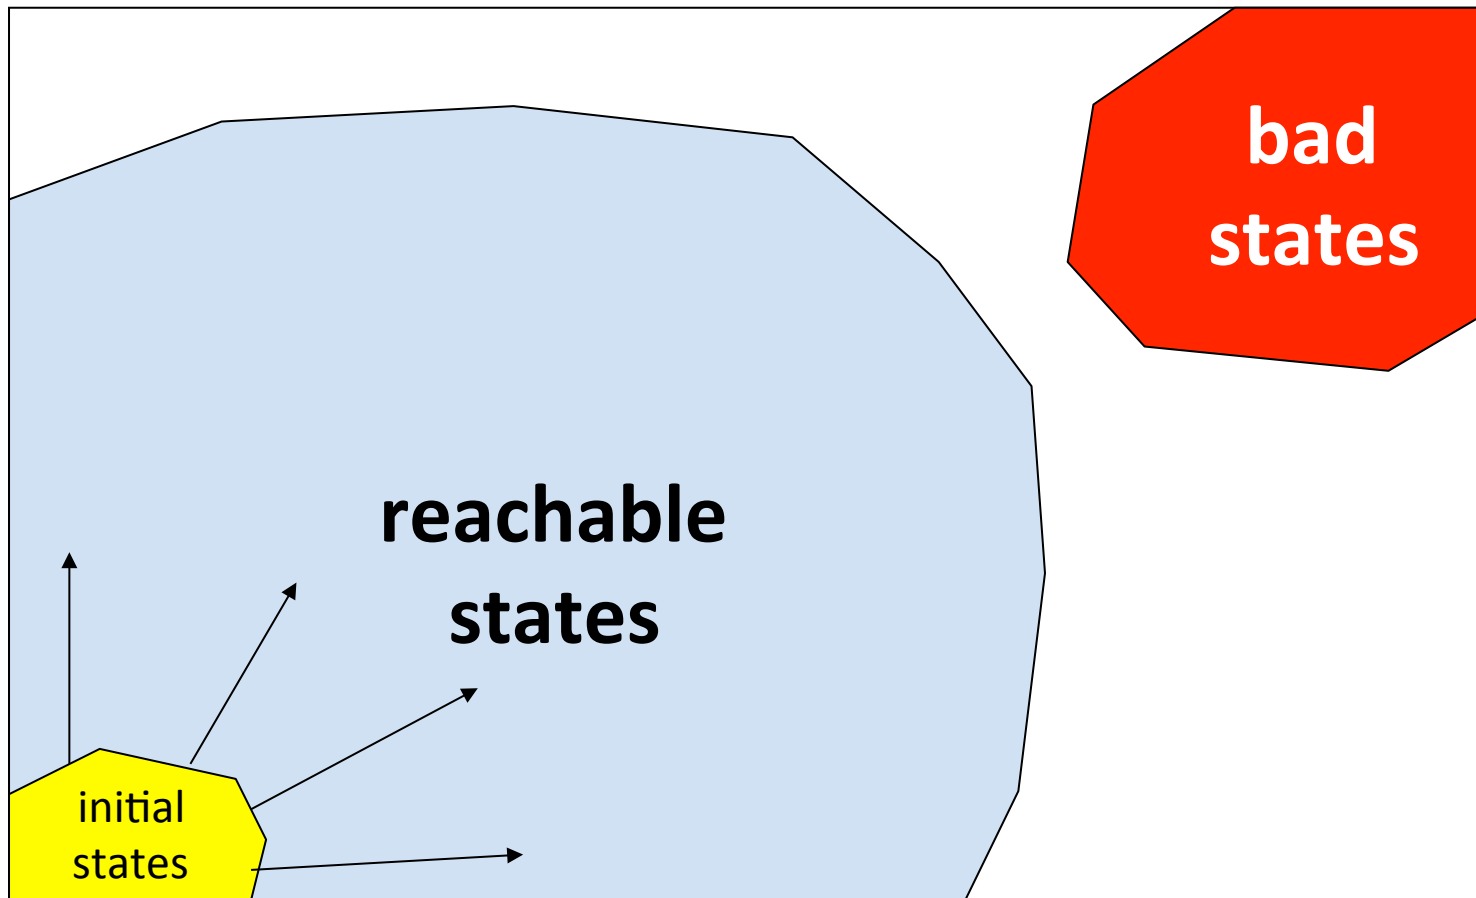 bad
states
reachable
states
initial
states